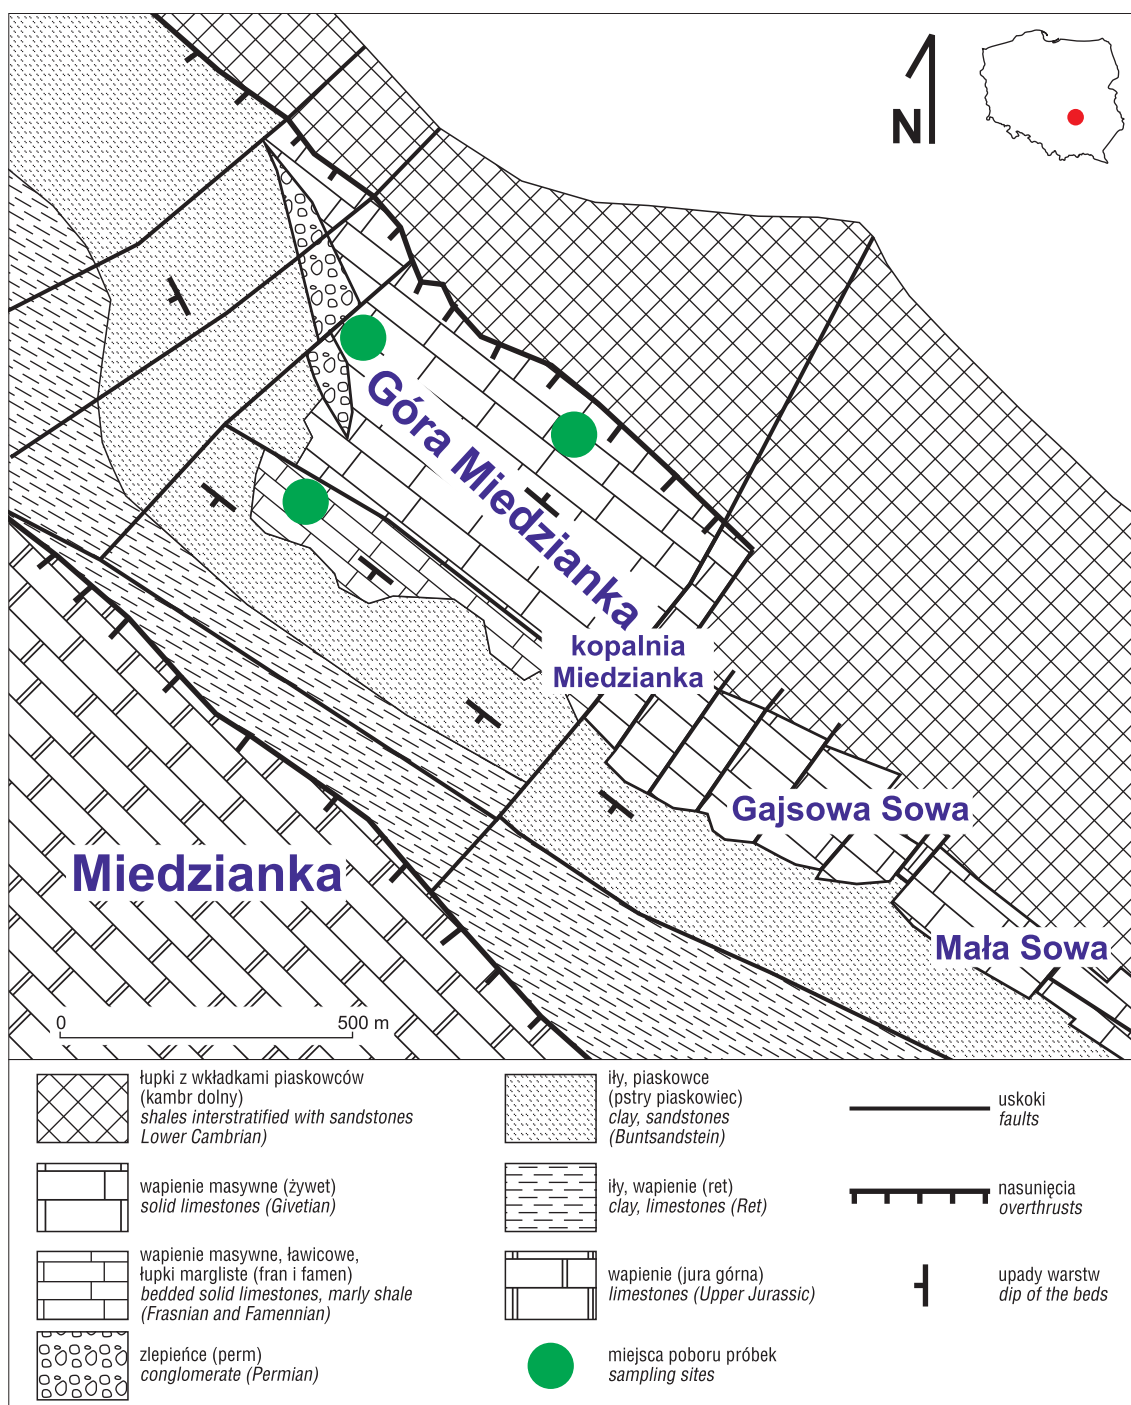 N
Góra Miedzianka
kopalnia
Miedzianka
Gajsowa Sowa
Miedzianka
Mała Sowa
0 500 m
łupki z wkładkami piaskowców
(kambr dolny)
shales interstratified with sandstones
Lower Cambrian)
wapienie masywne (żywet)
solid limestones (Givetian)
wapienie masywne, ławicowe,
łupki margliste (fran i famen)
bedded solid limestones, marly shale
(Frasnian and Famennian)
zlepieńce (perm)
conglomerate (Permian)
iły, piaskowce
(pstry piaskowiec)
clay, sandstones
(Buntsandstein)
iły, wapienie (ret)
clay, limestones (Ret)
wapienie (jura górna)
limestones (Upper Jurassic)
miejsca poboru próbek
sampling sites
uskoki
faults
nasunięcia
overthrusts
upady warstw
dip of the beds